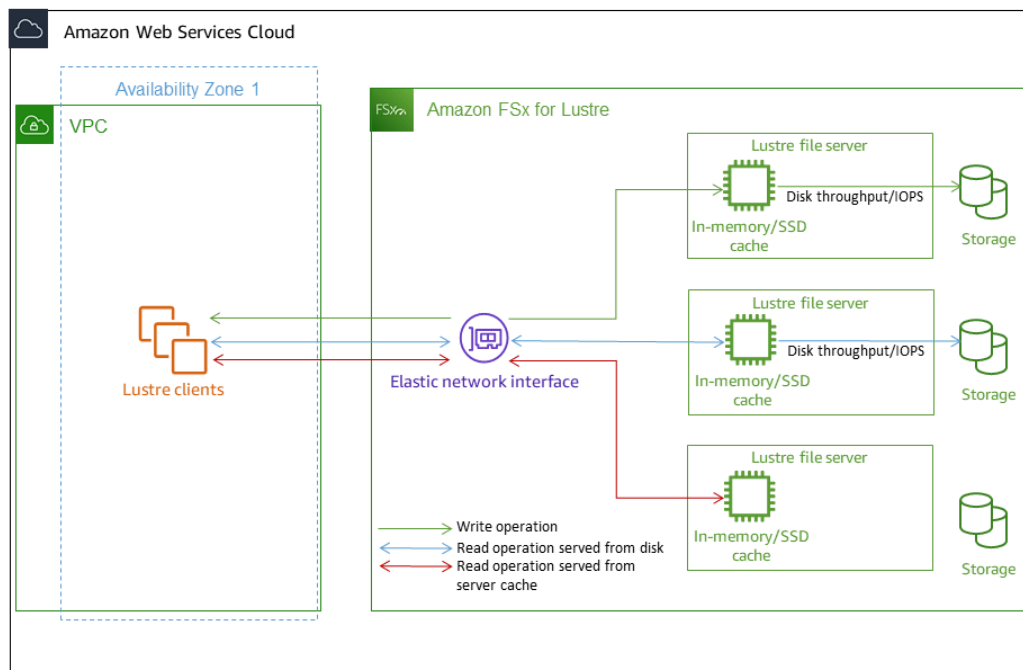 Amazon Web Services Cloud
Availability Zone 1
VPC
FSx
Amazon FSx for Lustre
Lustre file server
Disk throughput/IOPS
In-memory/SSD
cache
Storage
Lustre file server
Disk throughput/IOPS
In-memory/SSD
cache
Storage
Lustre clients
Elastic network interface
Lustre file server
In-memory/SSD
cache
Storage
Write operation
Read operation served from disk
Read operation served from
server cache